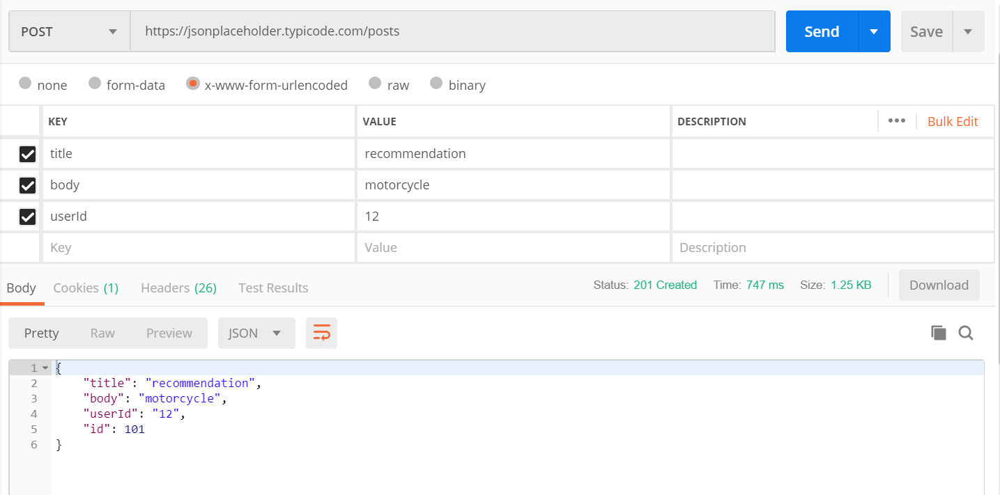 POST https://jsonplaceholder.typicode.com/posts Send Save
none form-data x-www-form-urlencoded raw binary
KEY VALUE DESCRIPTION ••• Bulk Edit
title recommendation
body motorcycle
userId 12
Key Value Description
Body Cookies (1) Headers (26) Test Results Status: 201 Created Time: 747 ms Size: 1.25 KB Download
Pretty Raw Preview JSON
1 {
2 "title": "recommendation",
3 "body": "motorcycle",
4 "userId": "12",
5 "id": 101
6 }